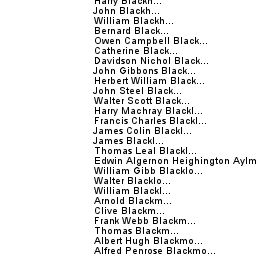 Harry Blackh...
John Blackh...
William Blackh...
Bernard Black...
Owen Campbell Black...
Catherine Black...
Davidson Nichol Black...
John Gibbons Black...
Herbert William Black...
John Steel Black...
Walter Scott Black...
Harry Machray Blackl...
Francis Charles Blackl...
James Colin Blackl...
James Blackl...
Thomas Leal Blackl...
Edwin Algernon Heighington Aylm
William Gibb Blacklo...
Walter Blacklo...
William Blackl...
Arnold Blackm...
Clive Blackm...
Frank Webb Blackm...
Thomas Blackm...
Albert Hugh Blackmo...
Alfred Penrose Blackmo...